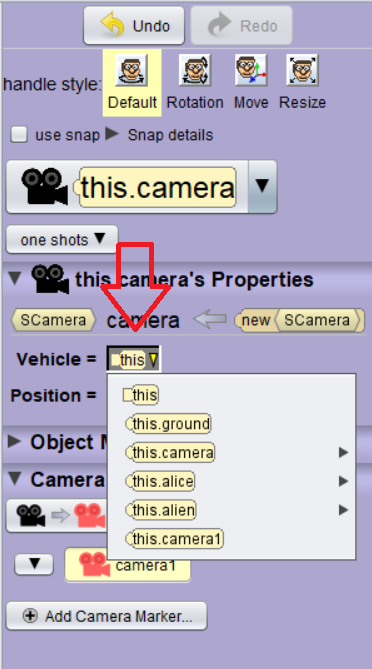 Undo
Redo
handle style:
Default
Rotation
Move
Resize
use snap
Snap details
this.camera
one shots
this.camera's Properties
SCamera camera new SCamera
Vehicle = this
Position =
this
this.ground
this.camera
this.alice
this.alien
this.camera1
Object M
Camera
camera1
Add Camera Marker...